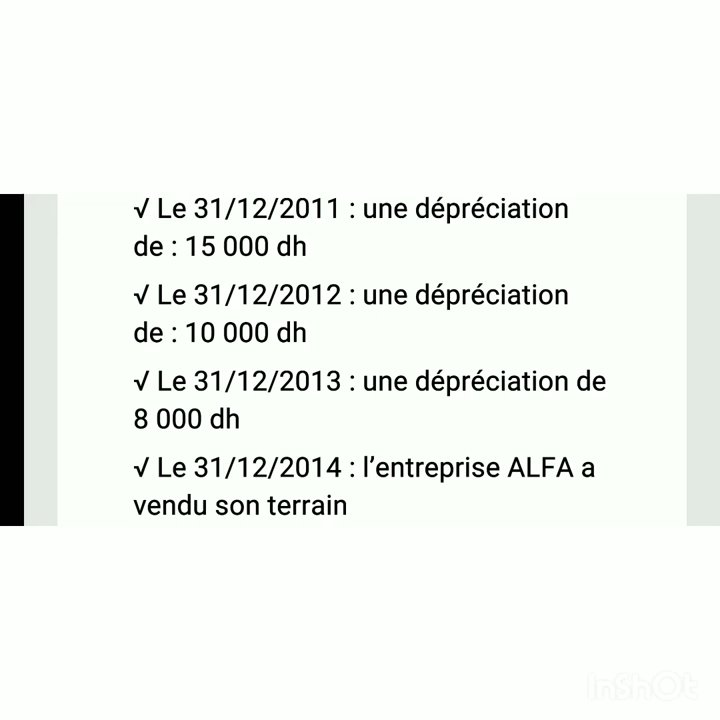 √ Le 31/12/2011 : une dépréciation
de : 15 000 dh
√ Le 31/12/2012 : une dépréciation
de : 10 000 dh
√ Le 31/12/2013 : une dépréciation de
8 000 dh
√ Le 31/12/2014 : l’entreprise ALFA a
vendu son terrain
InShOt